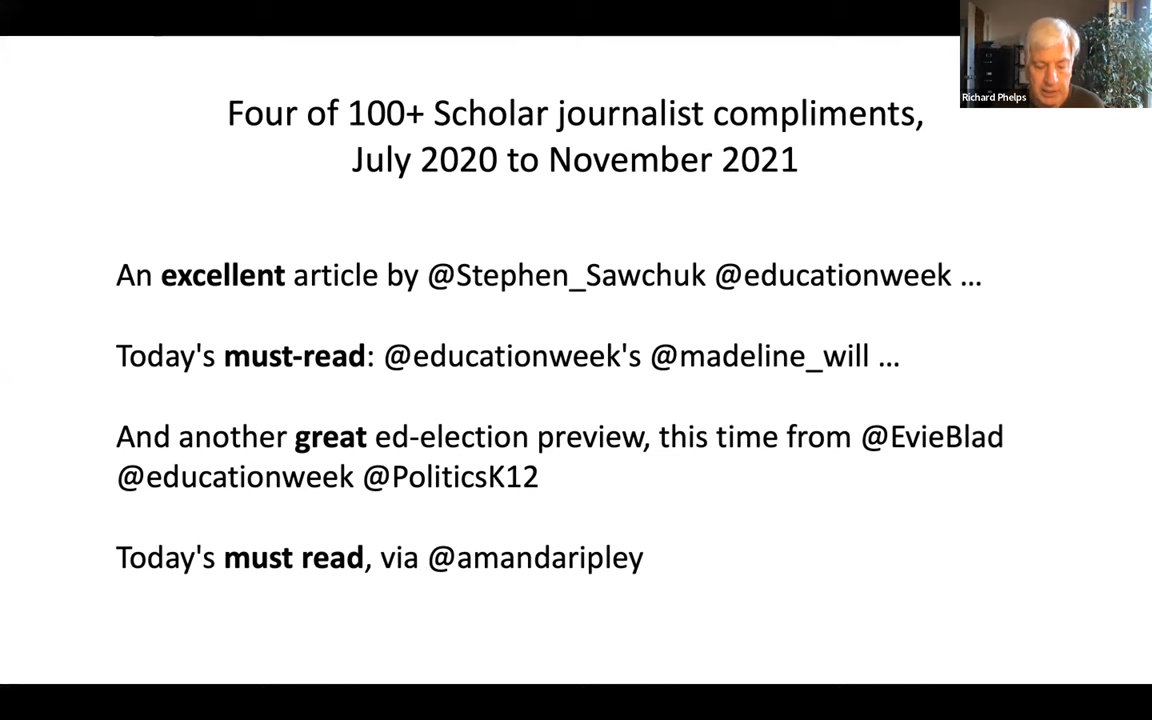 Richard Phelps
Four of 100+ Scholar journalist compliments,
July 2020 to November 2021
An excellent article by @Stephen_Sawchuk @educationweek ...
Today's must-read: @educationweek's @madeline_will ...
And another great ed-election preview, this time from @EvieBlad
@educationweek @PoliticsK12
Today's must read, via @amandaripley